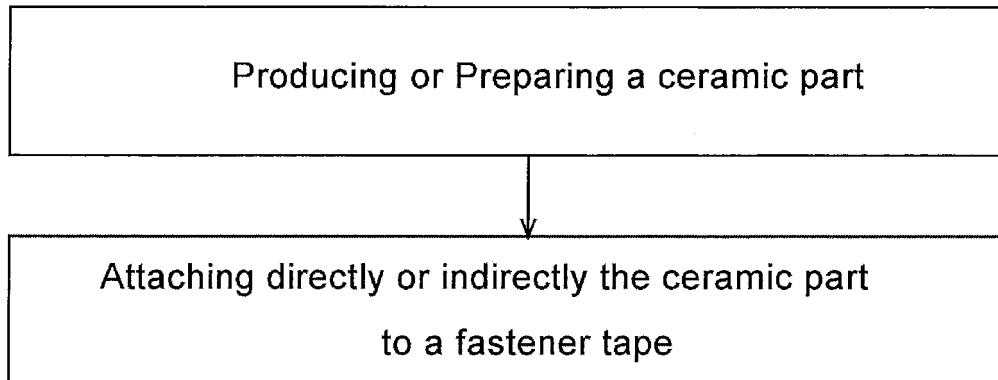 Producing or Preparing a ceramic part
Attaching directly or indirectly the ceramic part
to a fastener tape